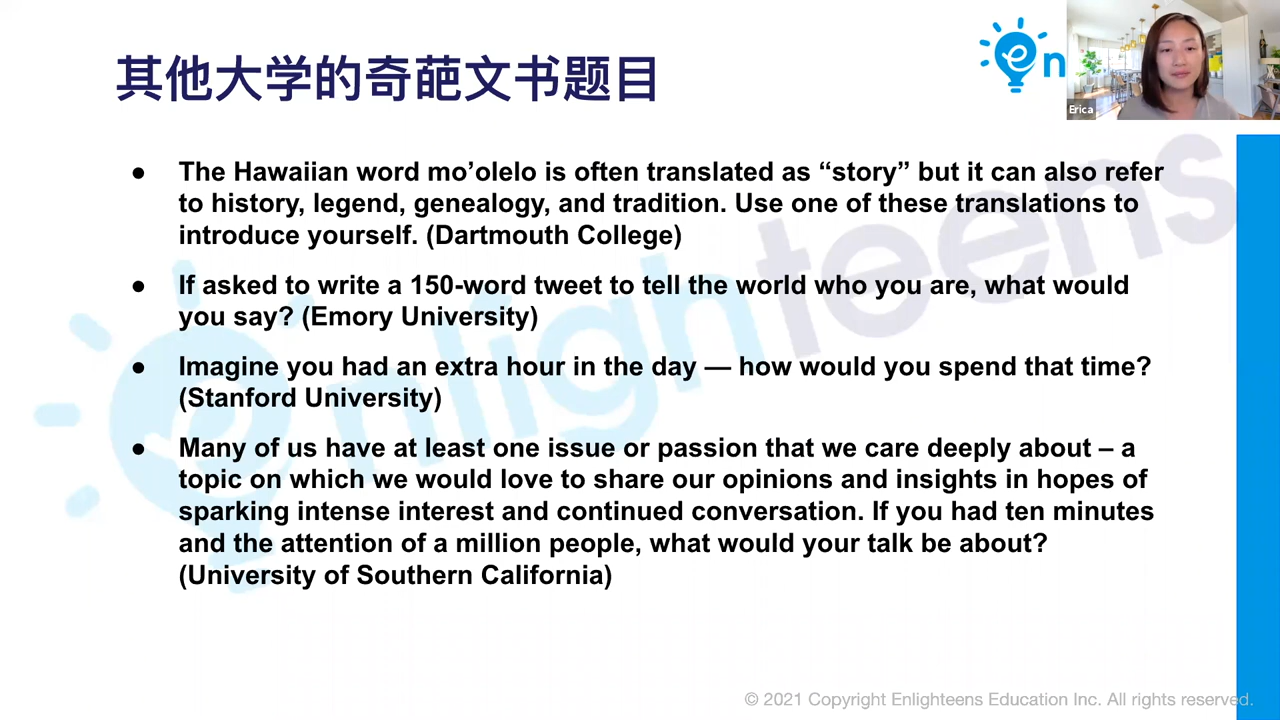 其他大学的奇葩文书题目
en
Erica
● The Hawaiian word mo’olelo is often translated as “story” but it can also refer
to history, legend, genealogy, and tradition. Use one of these translations to
introduce yourself. (Dartmouth College)
● If asked to write a 150-word tweet to tell the world who you are, what would
you say? (Emory University)
● Imagine you had an extra hour in the day — how would you spend that time?
(Stanford University)
● Many of us have at least one issue or passion that we care deeply about – a
topic on which we would love to share our opinions and insights in hopes of
sparking intense interest and continued conversation. If you had ten minutes
and the attention of a million people, what would your talk be about?
(University of Southern California)
enlighteens
© 2021 Copyright Enlighteens Education Inc. All rights reserved.